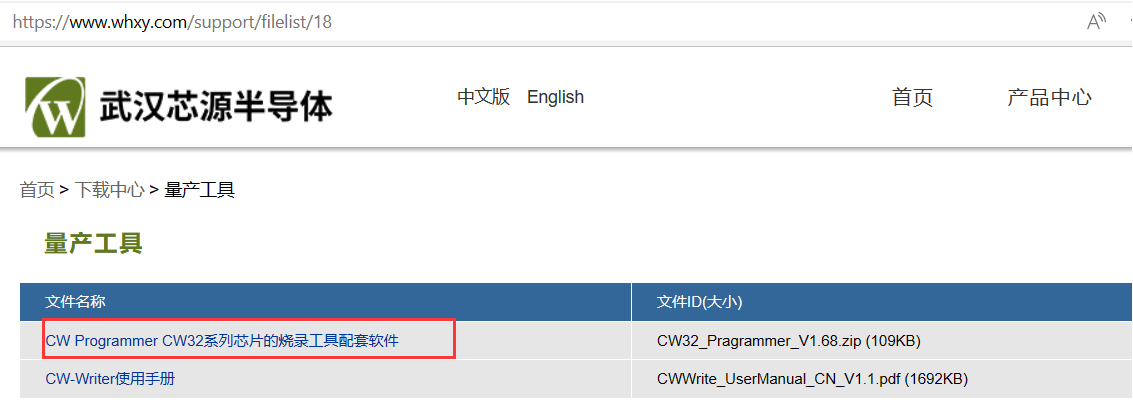 https://www.whxy.com/support/filelist/18
武汉芯源半导体 中文版 English 首页 产品中心
首页 > 下载中心 > 量产工具
量产工具
文件名称 文件ID(大小)
CW Programmer CW32系列芯片的烧录工具配套软件 CW32_Pragrammer_V1.68.zip (109KB)
CW-Writer使用手册 CWWrite_UserManual_CN_V1.1.pdf (1692KB)